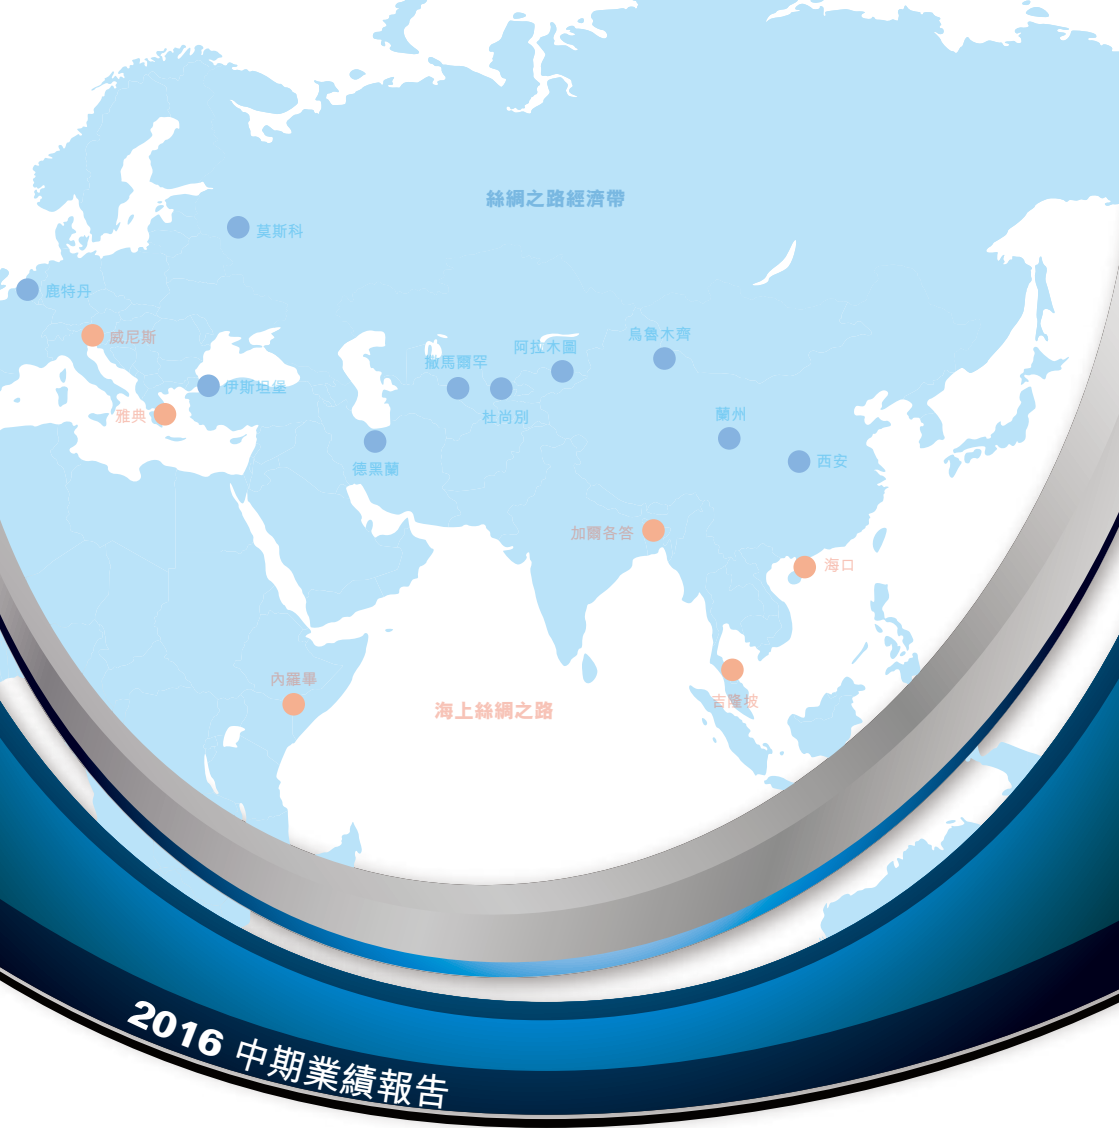 絲綢之路經濟帶
莫斯科
鹿特丹
威尼斯
烏魯木齊
阿拉木圖
撒馬爾罕
伊斯坦堡
雅典
杜尚別
蘭州
西安
德黑蘭
加爾各答
海口
內羅畢
吉隆坡
海上絲綢之路
2016 中期業績報告